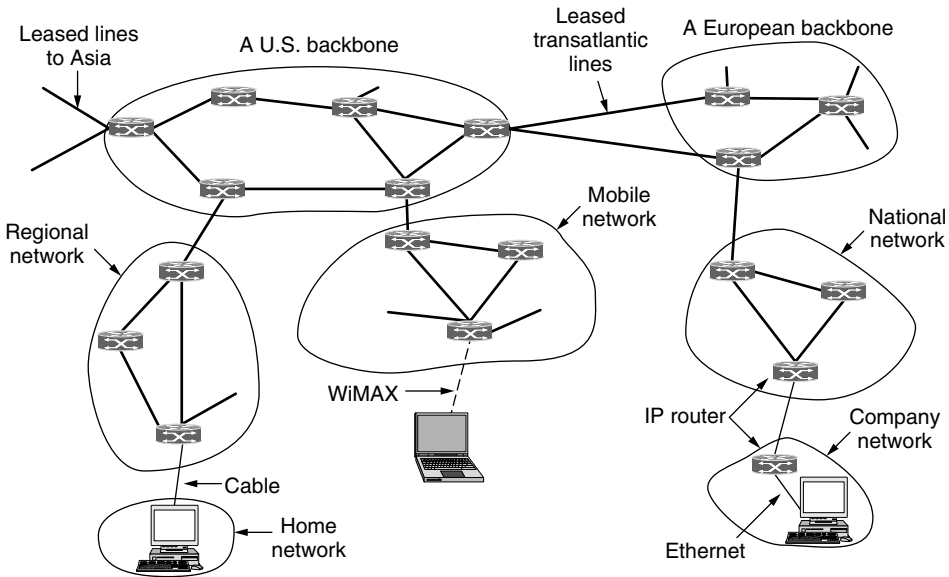 Leased lines
to Asia
A U.S. backbone
Leased
transatlantic
lines
A European backbone
Regional
network
Mobile
network
National
network
WiMAX
IP router
Company
network
Cable
Home
network
Ethernet